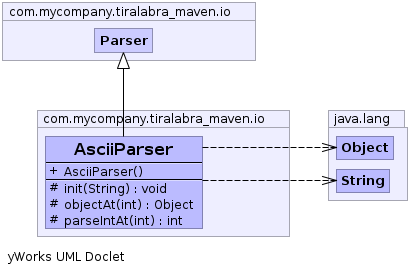 com.mycompany.tiralabra_maven.io
Parser
com.mycompany.tiralabra_maven.io
AsciiParser
+ AsciiParser()
# init(String) : void
# objectAt(int) : Object
# parseIntAt(int) : int
java.lang
Object
String
yWorks UML Doclet